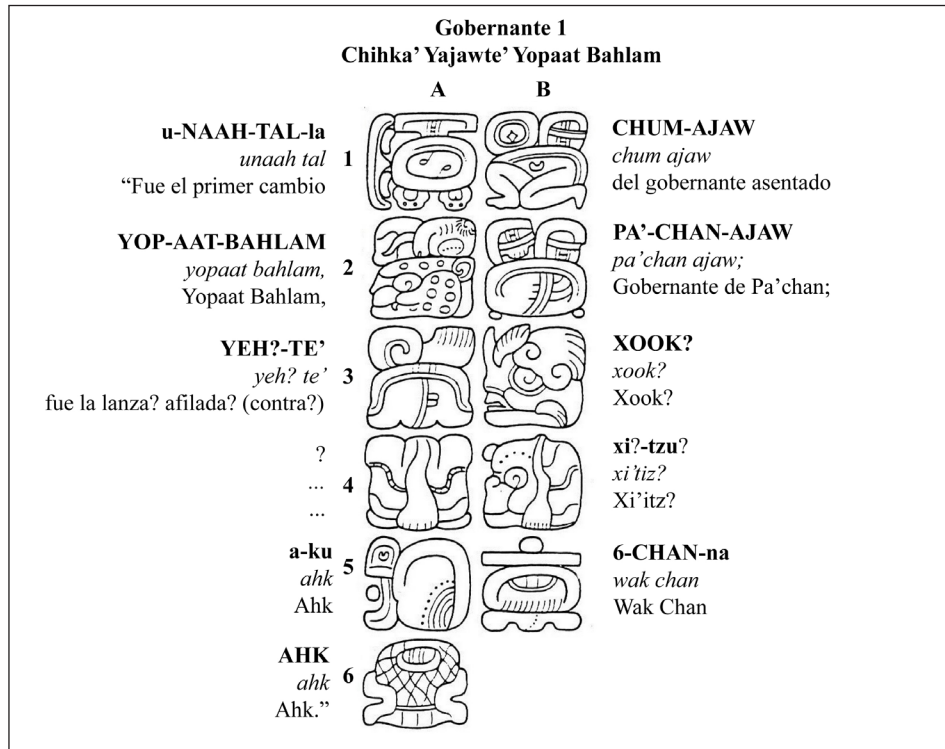 Gobernante 1
Chihka’ Yajawte’ Yopaat Bahlam
A B
u-NAAH-TAL-la
unaah tal
“Fue el primer cambio
1
CHUM-AJAW
chum ajaw
del gobernante asentado
YOP-AAT-BAHLAM
yopaat bahlam,
Yopaat Bahlam,
2
PA’-CHAN-AJAW
pa’chan ajaw;
Gobernante de Pa’chan;
YEH?-TE’
yeh? te’
fue la lanza? afilada? (contra?)
3
XOOK?
xook?
Xook?
?
...
...
4
xi?-tzu?
xi’tiz?
Xi’itz?
a-ku
ahk
Ahk
5
6-CHAN-na
wak chan
Wak Chan
AHK
ahk
Ahk.”
6